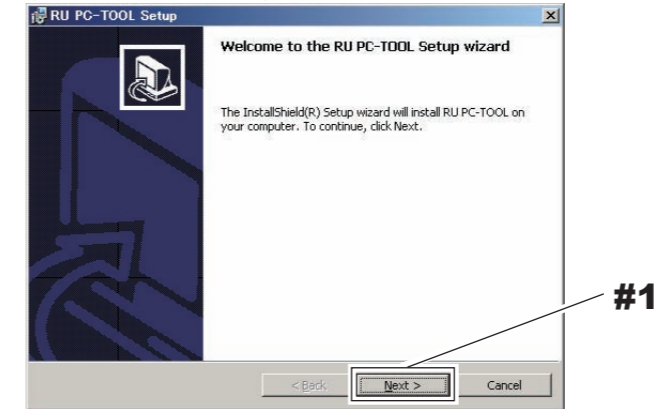 RU PC-TOOL Setup
Welcome to the RU PC-TOOL Setup wizard
The InstallShield(R) Setup wizard will install RU PC-TOOL on
your computer. To continue, click Next.
#1
< Back Next > Cancel